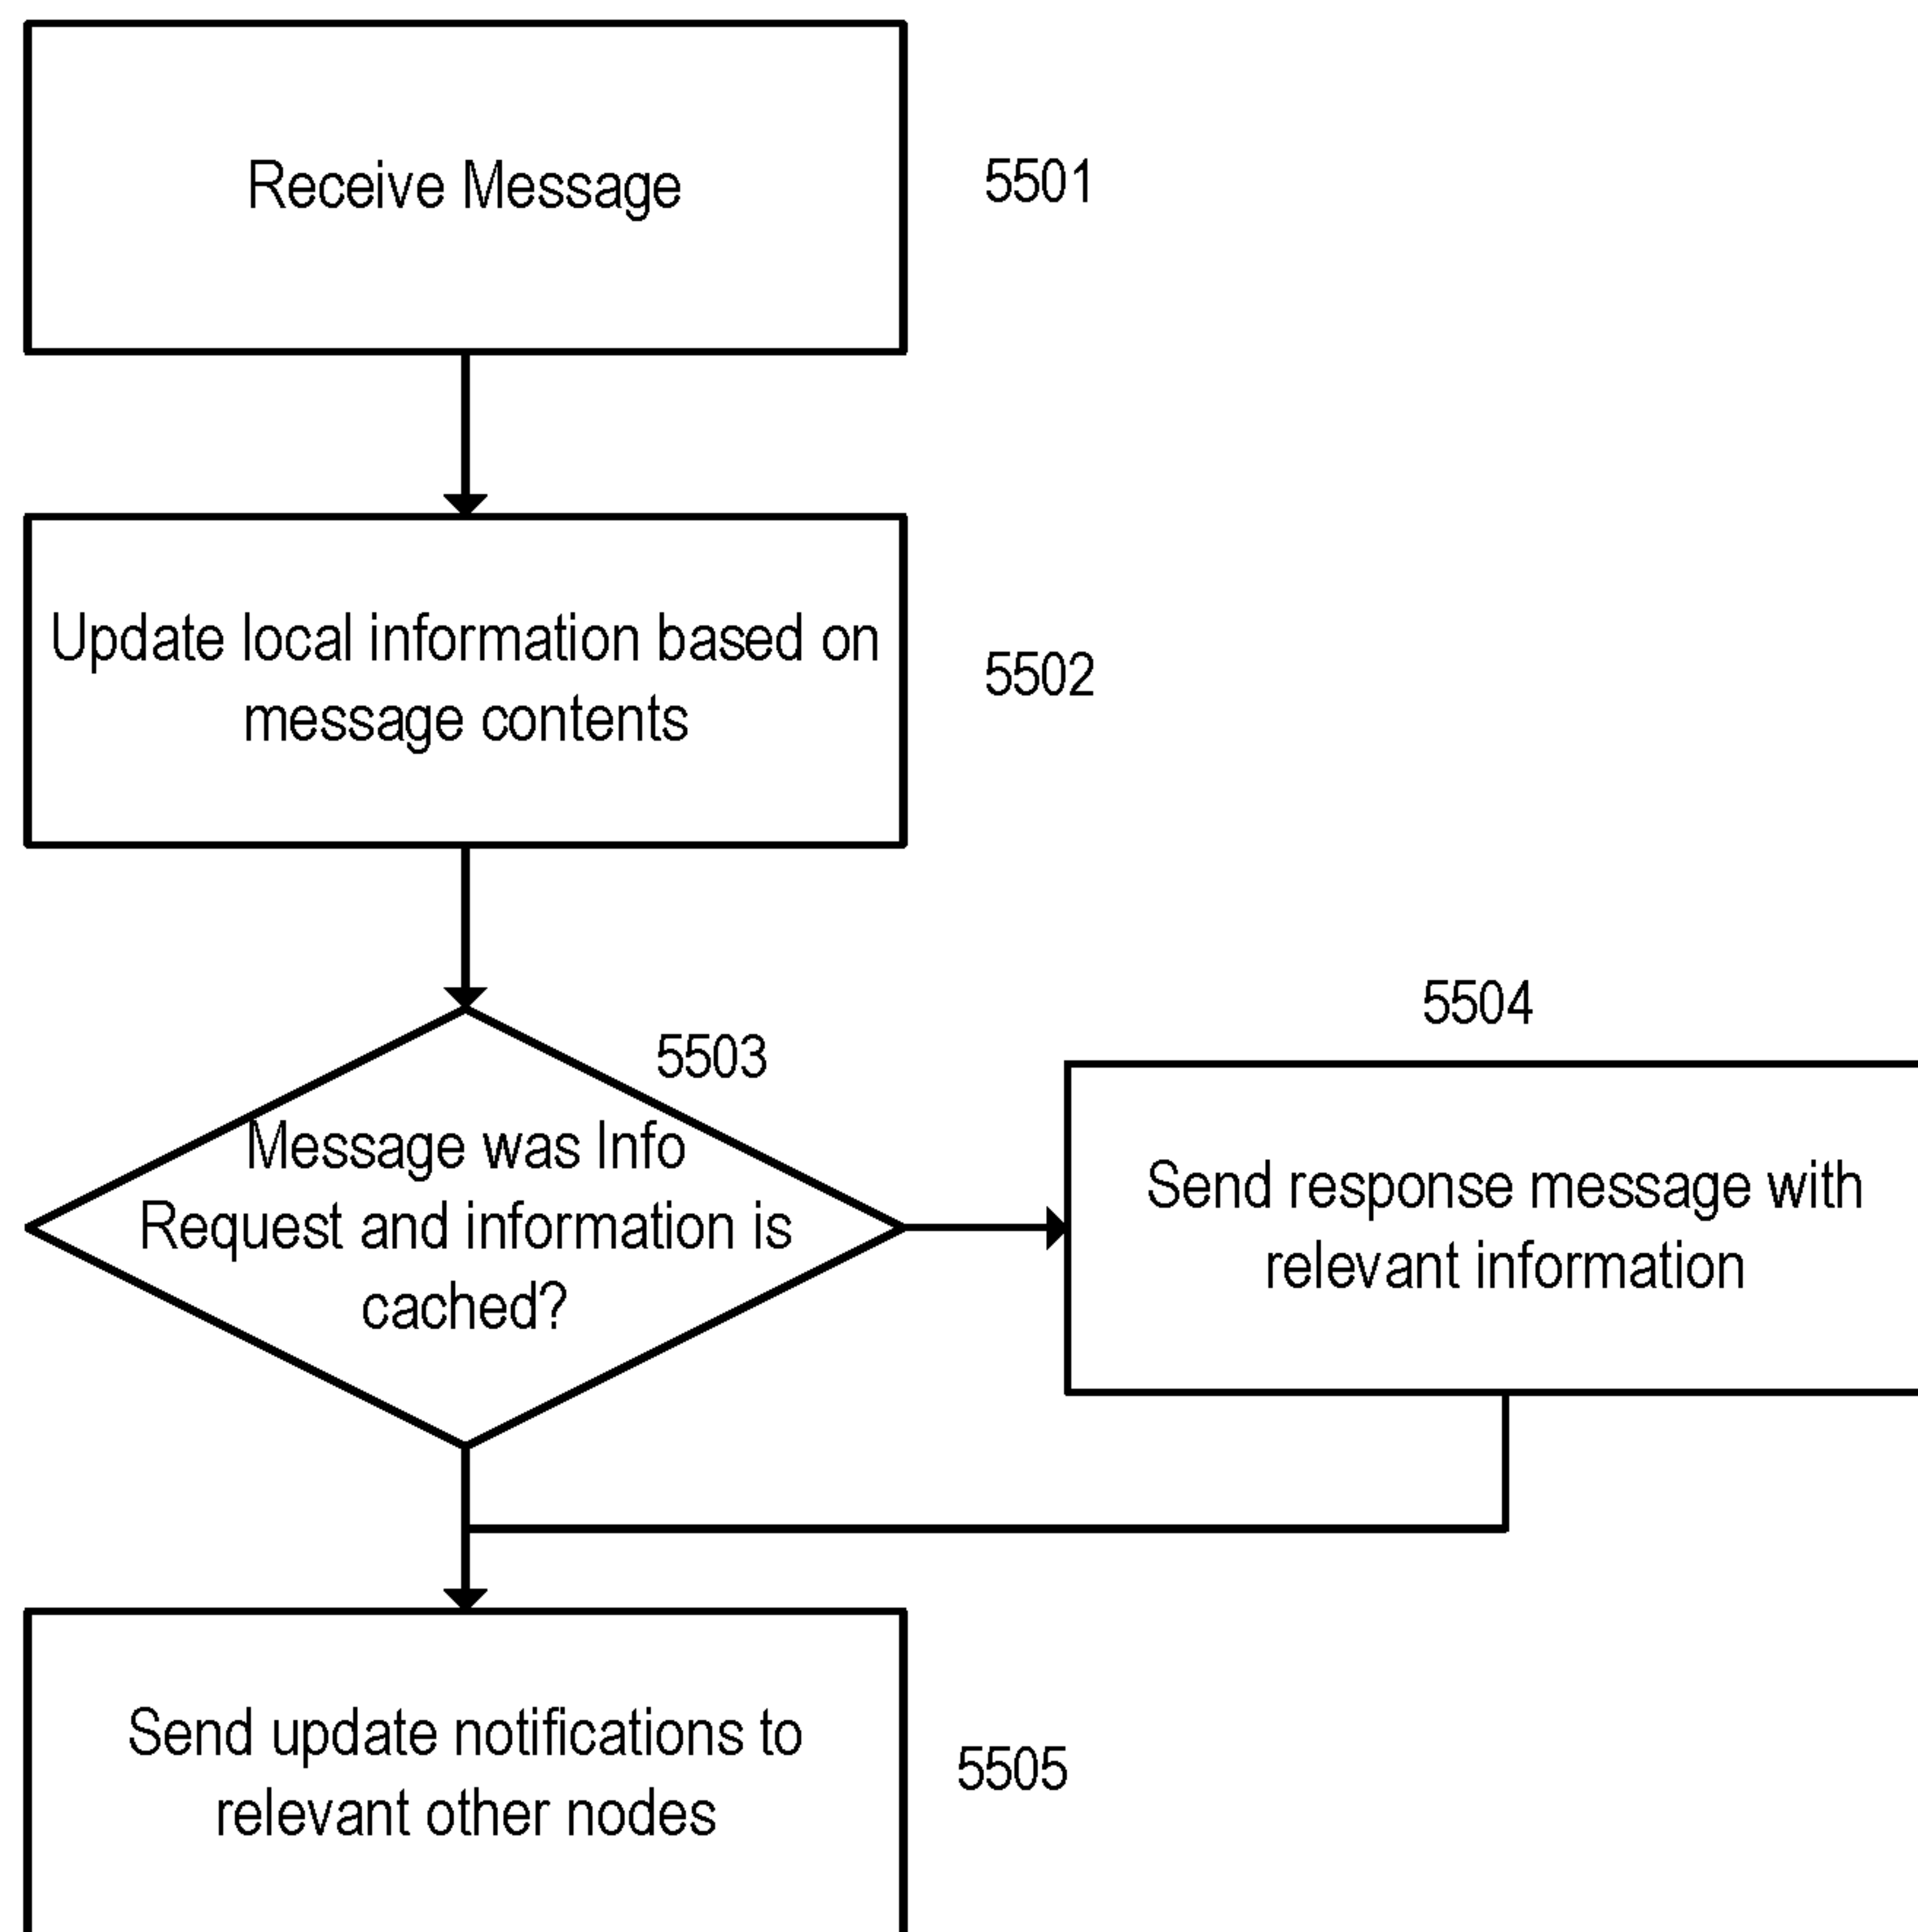 Receive Message
5501
Update local information based on
message contents
5502
5503
Message was Info
Request and information is
cached?
5504
Send response message with
relevant information
Send update notifications to
relevant other nodes
5505